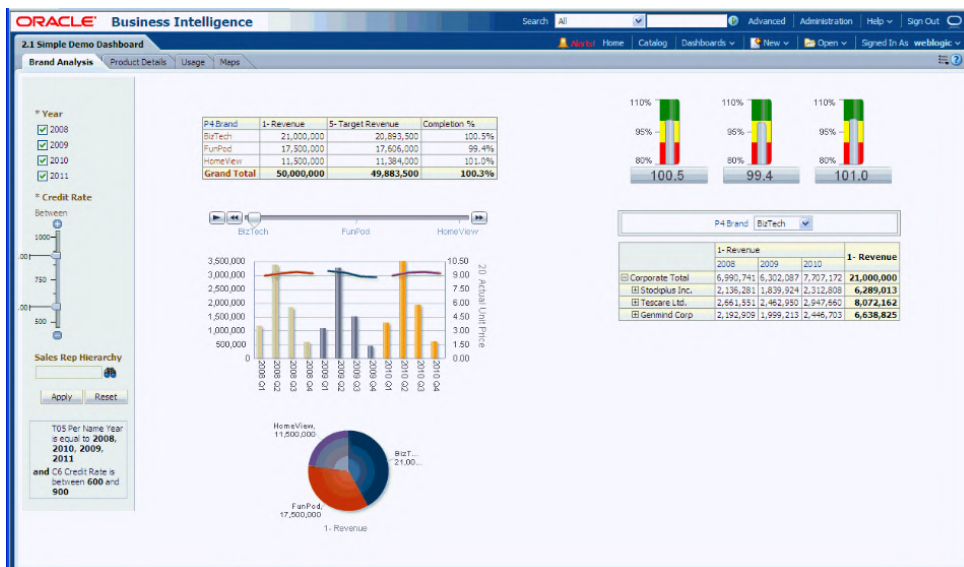 ORACLE® Business Intelligence
Search All Advanced Administration Help Sign Out
2.1 Simple Demo Dashboard
Alerts! Home Catalog Dashboards New Open Signed In As weblogic
Brand Analysis Product Details Usage Maps
* Year
2008
2009
2010
2011
* Credit Rate
Between
1000
750
500
Sales Rep Hierarchy
Apply Reset
T05 Per Name Year
is equal to 2008,
2010, 2009,
2011
and C6 Credit Rate is
between 600 and
900
P4 Brand 1- Revenue 5- Target Revenue Completion %
BizTech 21,000,000 20,893,500 100.5%
FunPod 17,500,000 17,606,000 99.4%
HomeView 11,500,000 11,384,000 101.0%
Grand Total 50,000,000 49,883,500 100.3%
BizTech FunPod HomeView
3,500,000 10.50
3,000,000 9.00
2,500,000 7.50
2,000,000 6.00
1,500,000 4.50
1,000,000 3.00
500,000 1.50
0 0.00
20 Actual Unit Price
2008 Q1
2008 Q2
2008 Q3
2008 Q4
2009 Q1
2009 Q2
2009 Q3
2009 Q4
2010 Q1
2010 Q2
2010 Q3
2010 Q4
HomeView,
11,500,000
BizT...
21,00...
FunPod,
17,500,000
1- Revenue
110% 110% 110%
95% 95% 95%
80% 80% 80%
100.5 99.4 101.0
P4 Brand BizTech
1- Revenue 1- Revenue
2008 2009 2010
Corporate Total 6,990,741 6,302,087 7,707,172 21,000,000
Stockplus Inc. 2,136,281 1,839,924 2,312,808 6,289,013
Tescare Ltd. 2,661,551 2,462,950 2,947,660 8,072,162
Genmind Corp 2,192,909 1,999,213 2,446,703 6,638,825